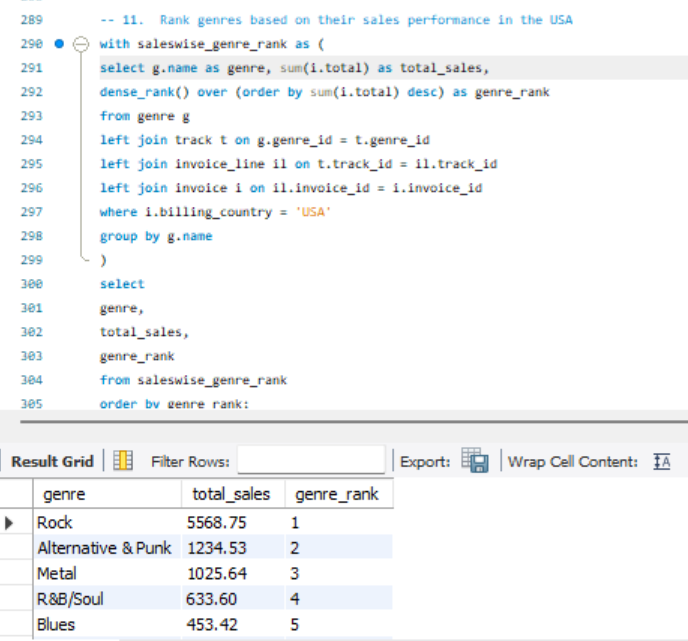 289 -- 11. Rank genres based on their sales performance in the USA
290 with saleswise_genre_rank as (
291 select g.name as genre, sum(i.total) as total_sales,
292 dense_rank() over (order by sum(i.total) desc) as genre_rank
293 from genre g
294 left join track t on g.genre_id = t.genre_id
295 left join invoice_line il on t.track_id = il.track_id
296 left join invoice i on il.invoice_id = i.invoice_id
297 where i.billing_country = 'USA'
298 group by g.name
299 )
300 select
301 genre,
302 total_sales,
303 genre_rank
304 from saleswise_genre_rank
305 order by genre_rank;
Result Grid Filter Rows: Export: Wrap Cell Content: IA
genre total_sales genre_rank
Rock 5568.75 1
Alternative & Punk 1234.53 2
Metal 1025.64 3
R&B/Soul 633.60 4
Blues 453.42 5